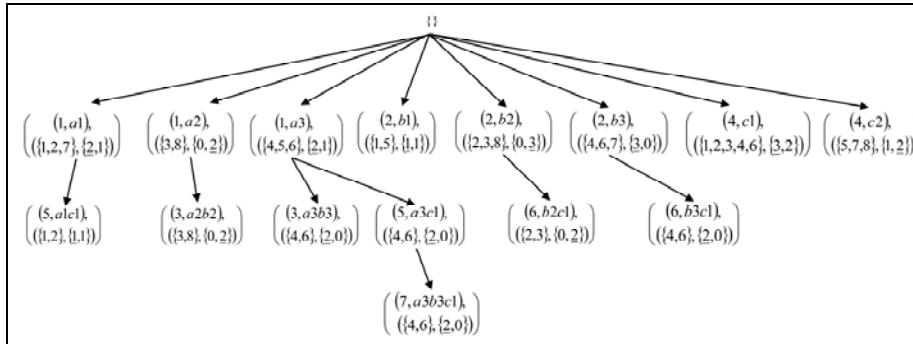 {}
(1, a1), (1, a2), (1, a3), (2, b1), (2, b2), (2, b3), (4, c1), (4, c2)
(({1,2,7},{2,1}) (({3,8},{0,2}) (({4,5,6},{2,1}) (({1,5},{1,1}) (({2,3,8},{0,3}) (({4,6,7},{3,0}) (({1,2,3,4,6},{3,2}) (({5,7,8},{1,2})
(5, a1c1), (3, a2b2), (3, a3b3), (5, a3c1), (6, b2c1), (6, b3c1),
(({1,2},{1,1}) (({3,8},{0,2}) (({4,6},{2,0}) (({4,6},{2,0}) (({2,3},{0,2}) (({4,6},{2,0})
(7, a3b3c1),
(({4,6},{2,0})